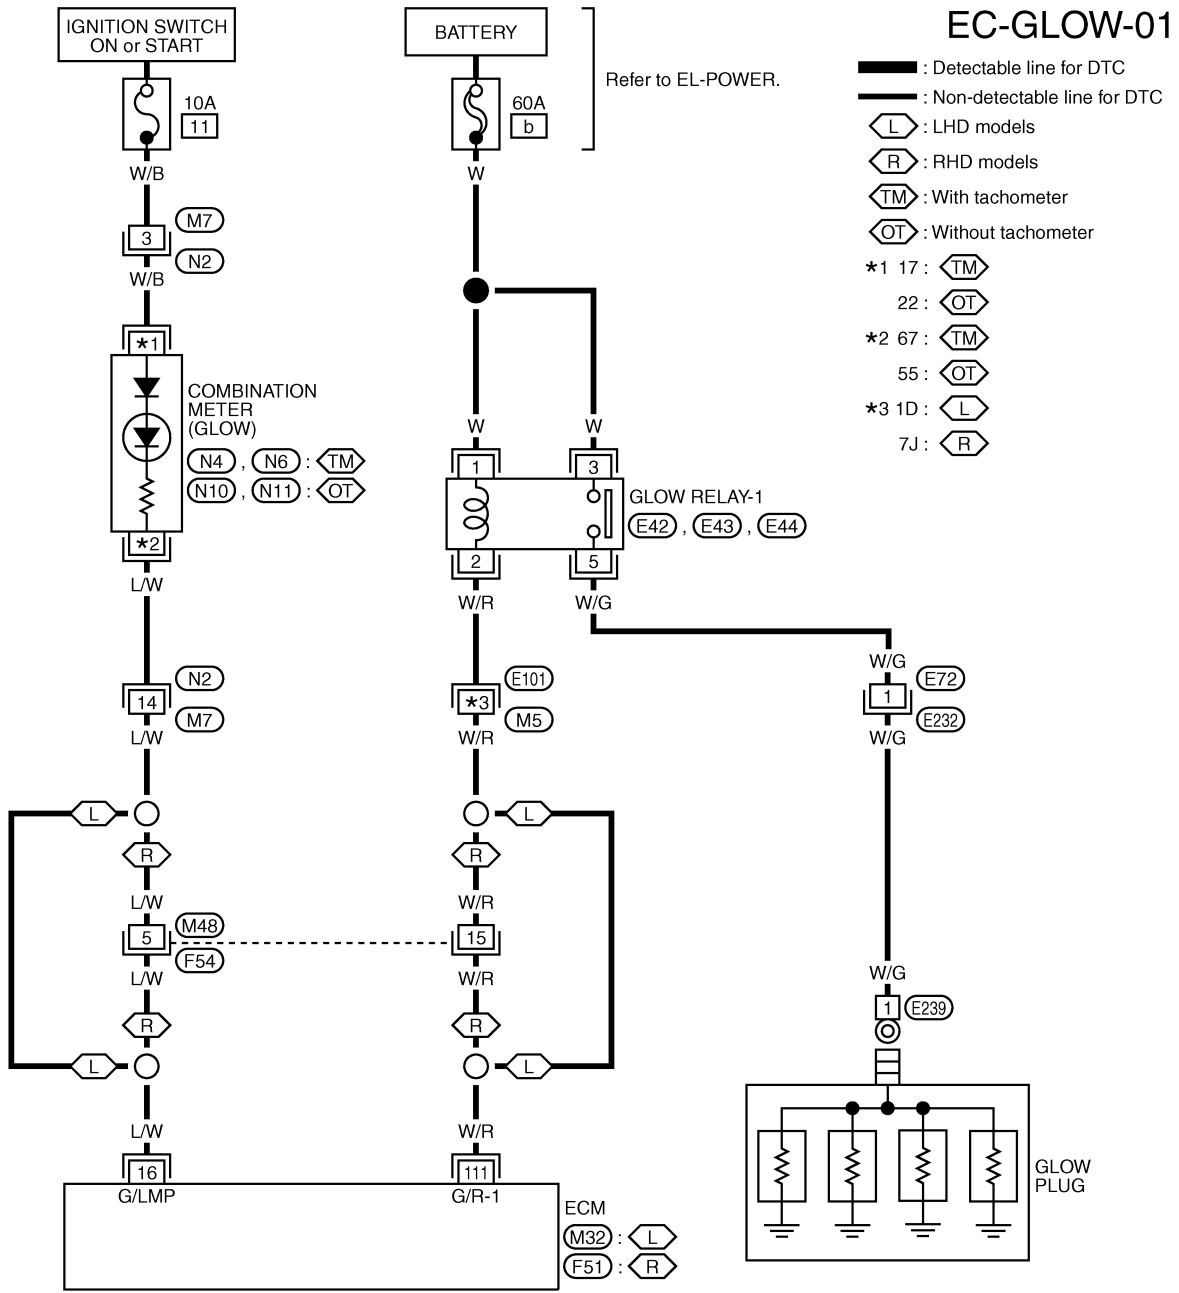 EC-GLOW-01
IGNITION SWITCH
ON or START
BATTERY
Refer to EL-POWER.
10A
11
60A
b
: Detectable line for DTC
: Non-detectable line for DTC
L : LHD models
R : RHD models
TM : With tachometer
OT : Without tachometer
*1 17 : TM
22 : OT
*2 67 : TM
55 : OT
*3 1D : L
7J : R
W/B
W
M7
3
N2
W/B
*1
COMBINATION
METER
(GLOW)
N4 , N6 : TM
N10 , N11 : OT
*2
L/W
W
W
1
3
GLOW RELAY-1
E42 , E43 , E44
2
5
W/R
W/G
W/G
N2
14
M7
L/W
E101
*3
M5
W/R
E72
1
E232
W/G
L
L
R
R
L/W
W/R
M48
5
15
F54
L/W
W/R
W/G
1
E239
R
R
L
L
L/W
W/R
16
111
G/LMP
G/R-1
ECM
M32 : L
F51 : R
GLOW
PLUG